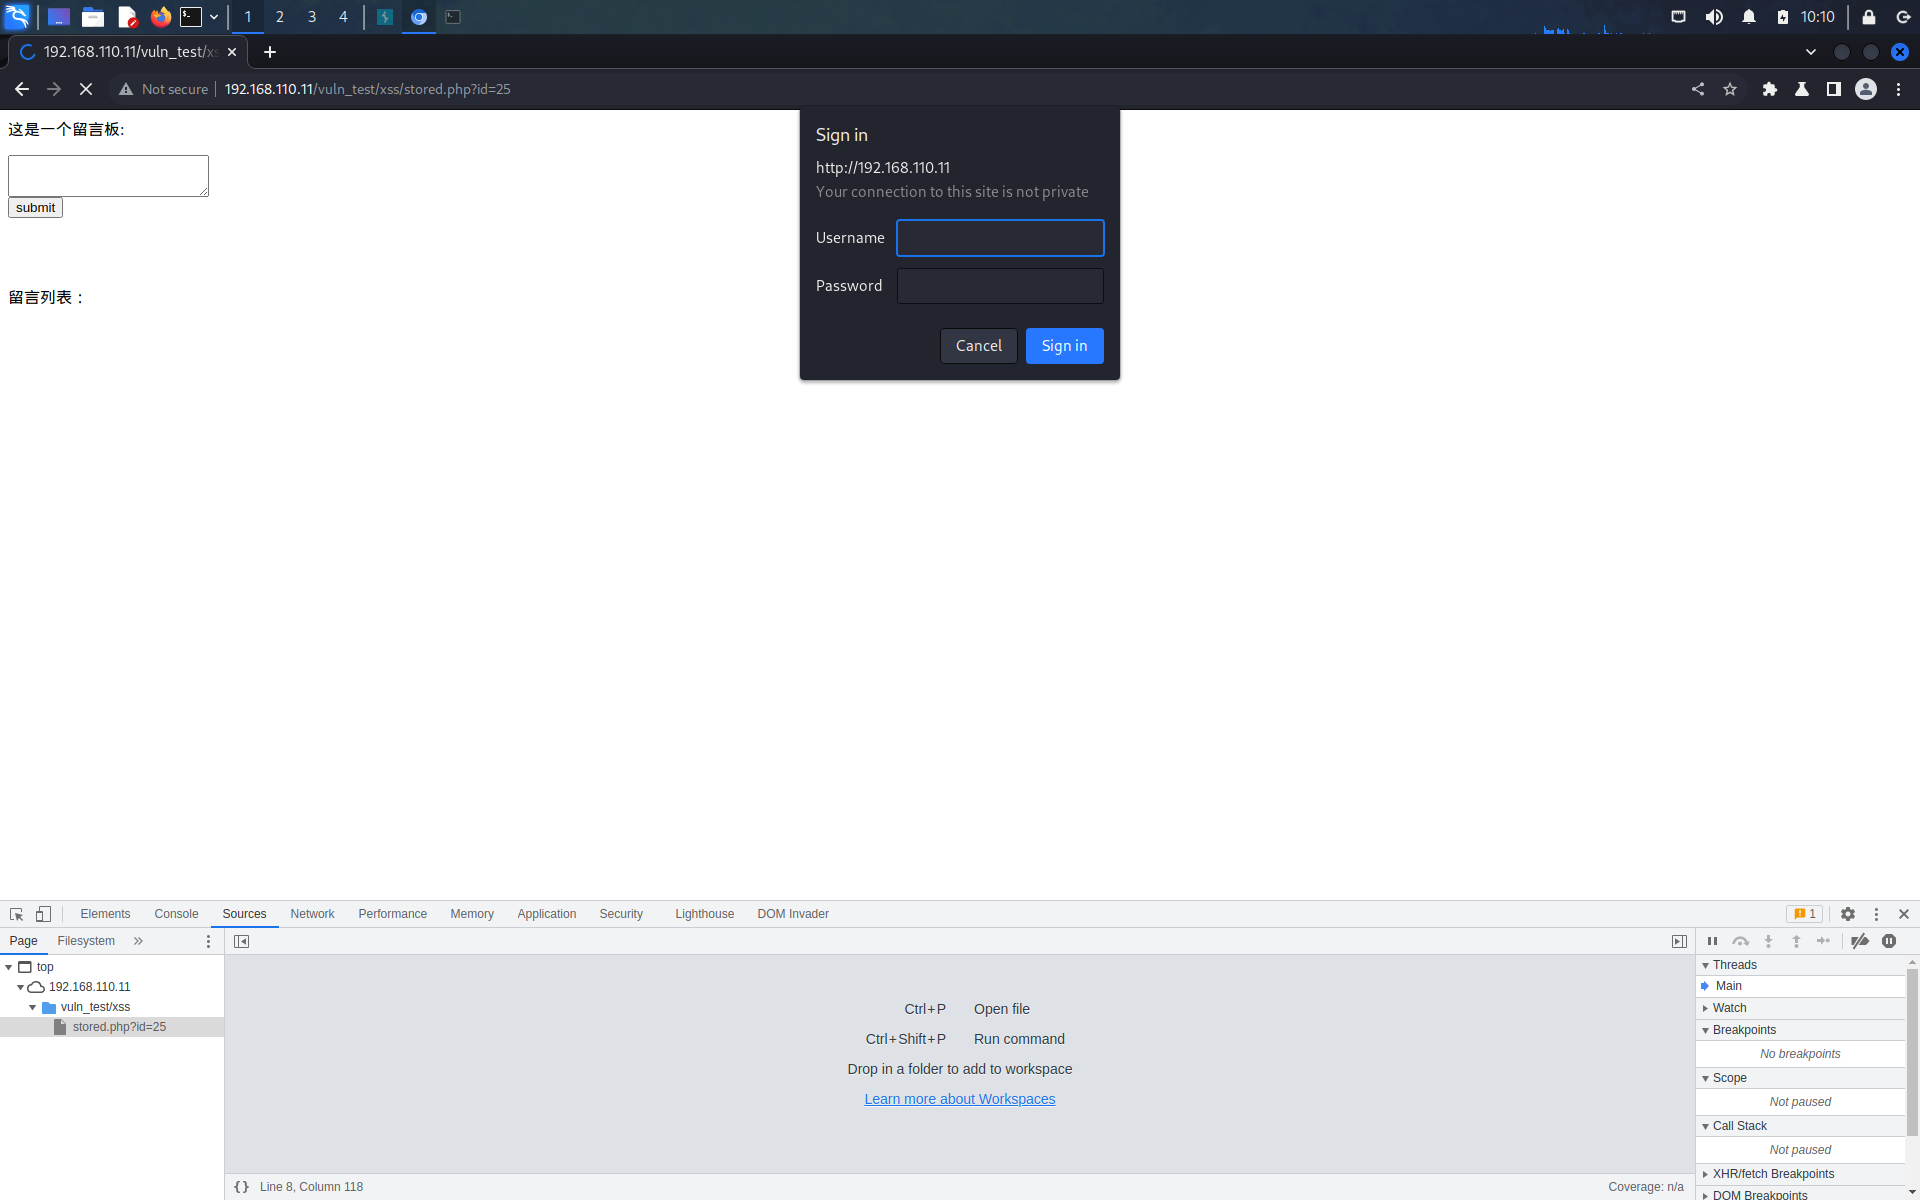 1 2 3 4
10:10
192.168.110.11/vuln_test/xs
Not secure 192.168.110.11/vuln_test/xss/stored.php?id=25
这是一个留言板:
submit
留言列表：
Sign in
http://192.168.110.11
Your connection to this site is not private
Username
Password
Cancel Sign in
Elements Console Sources Network Performance Memory Application Security Lighthouse DOM Invader 1
Page Filesystem
top
192.168.110.11
vuln_test/xss
stored.php?id=25
Ctrl+P Open file
Ctrl+Shift+P Run command
Drop in a folder to add to workspace
Learn more about Workspaces
{} Line 8, Column 118 Coverage: n/a
Threads
Main
Watch
Breakpoints
No breakpoints
Scope
Not paused
Call Stack
Not paused
XHR/fetch Breakpoints
DOM Breakpoints